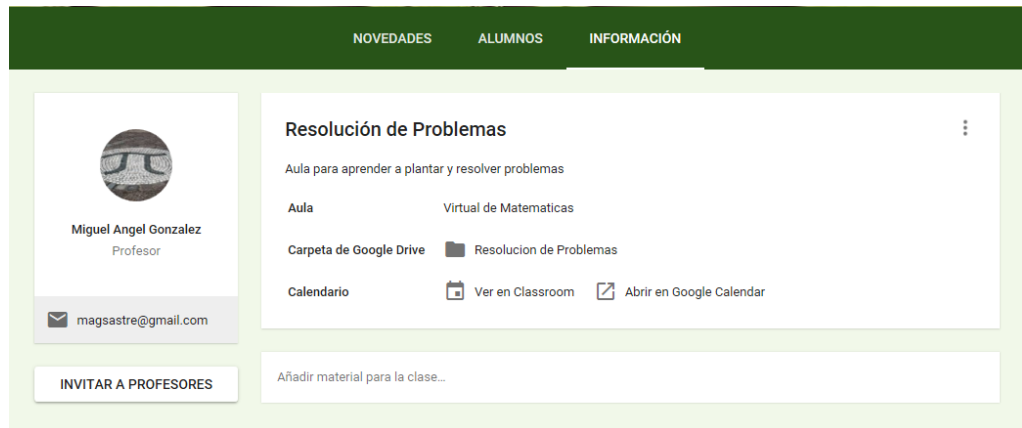 NOVEDADES ALUMNOS INFORMACIÓN
Miguel Angel Gonzalez
Profesor
magsastre@gmail.com
INVITAR A PROFESORES
Resolución de Problemas
Aula para aprender a plantar y resolver problemas
Aula Virtual de Matematicas
Carpeta de Google Drive Resolucion de Problemas
Calendario Ver en Classroom Abrir en Google Calendar
Añadir material para la clase...